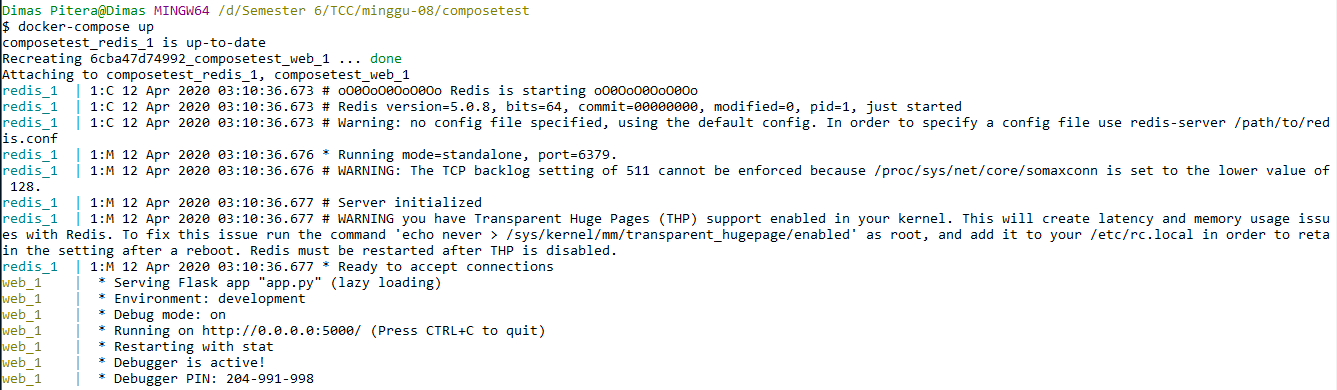 Dimas Pitera@Dimas MINGW64 /d/Semester 6/TCC/minggu-08/composetest
$ docker-compose up
composetest_redis_1 is up-to-date
Recreating 6cba47d74992_composetest_web_1 ... done
Attaching to composetest_redis_1, composetest_web_1
redis_1  | 1:C 12 Apr 2020 03:10:36.673 # oO0OoO0OoO0Oo Redis is starting oO0OoO0OoO0Oo
redis_1  | 1:C 12 Apr 2020 03:10:36.673 # Redis version=5.0.8, bits=64, commit=00000000, modified=0, pid=1, just started
redis_1  | 1:C 12 Apr 2020 03:10:36.673 # Warning: no config file specified, using the default config. In order to specify a config file use redis-server /path/to/red
is.conf
redis_1  | 1:M 12 Apr 2020 03:10:36.676 * Running mode=standalone, port=6379.
redis_1  | 1:M 12 Apr 2020 03:10:36.676 # WARNING: The TCP backlog setting of 511 cannot be enforced because /proc/sys/net/core/somaxconn is set to the lower value of
 128.
redis_1  | 1:M 12 Apr 2020 03:10:36.677 # Server initialized
redis_1  | 1:M 12 Apr 2020 03:10:36.677 # WARNING you have Transparent Huge Pages (THP) support enabled in your kernel. This will create latency and memory usage issu
es with Redis. To fix this issue run the command 'echo never > /sys/kernel/mm/transparent_hugepage/enabled' as root, and add it to your /etc/rc.local in order to reta
in the setting after a reboot. Redis must be restarted after THP is disabled.
redis_1  | 1:M 12 Apr 2020 03:10:36.677 * Ready to accept connections
web_1    |  * Serving Flask app "app.py" (lazy loading)
web_1    |  * Environment: development
web_1    |  * Debug mode: on
web_1    |  * Running on http://0.0.0.0:5000/ (Press CTRL+C to quit)
web_1    |  * Restarting with stat
web_1    |  * Debugger is active!
web_1    |  * Debugger PIN: 204-991-998